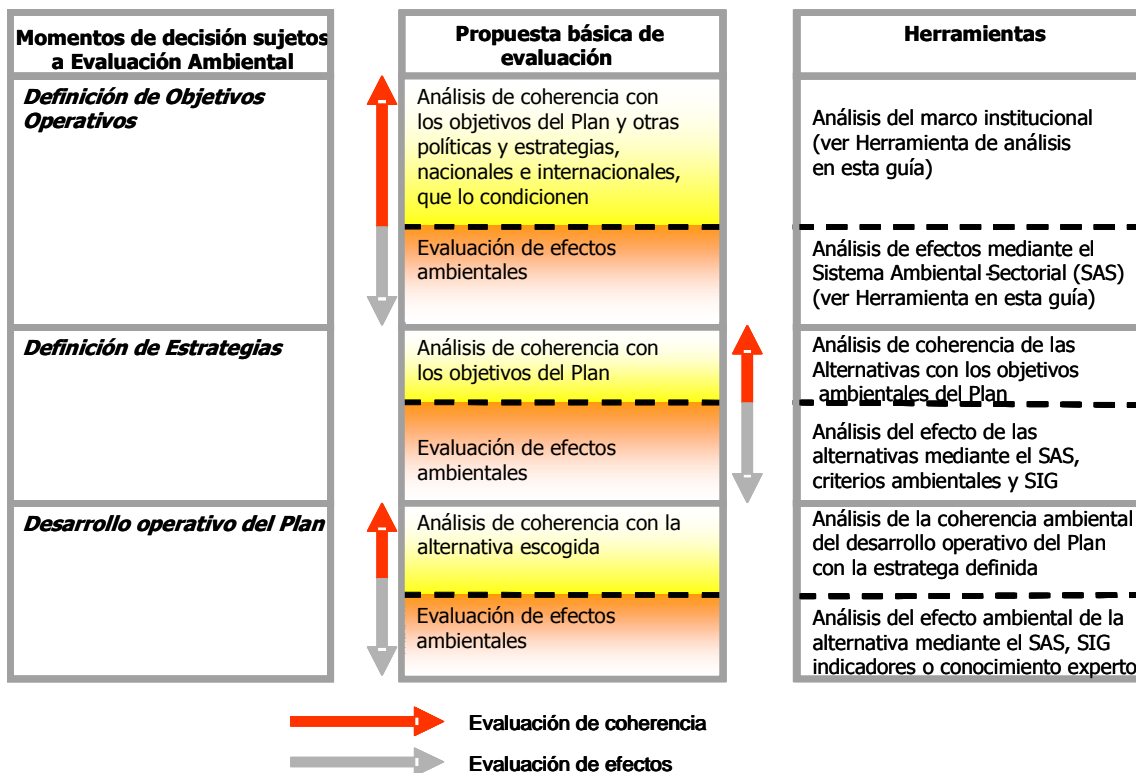 Momentos de decisión sujetos
a Evaluación Ambiental
Propuesta básica de
evaluación
Herramientas
Definición de Objetivos
Operativos
Análisis de coherencia con
los objetivos del Plan y otras
políticas y estrategias,
nacionales e internacionales,
que lo condicionen
Análisis del marco institucional
(ver Herramienta de análisis
en esta guía)
Evaluación de efectos
ambientales
Análisis de efectos mediante el
Sistema Ambiental-Sectorial (SAS)
(ver Herramienta en esta guía)
Definición de Estrategias
Análisis de coherencia con
los objetivos del Plan
Análisis de coherencia de las
Alternativas con los objetivos
ambientales del Plan
Evaluación de efectos
ambientales
Análisis del efecto de las
alternativas mediante el SAS,
criterios ambientales y SIG
Desarrollo operativo del Plan
Análisis de coherencia con la
alternativa escogida
Análisis de la coherencia ambiental
del desarrollo operativo del Plan
con la estratega definida
Evaluación de efectos
ambientales
Análisis del efecto ambiental de la
alternativa mediante el SAS, SIG
indicadores o conocimiento experto
Evaluación de coherencia
Evaluación de efectos